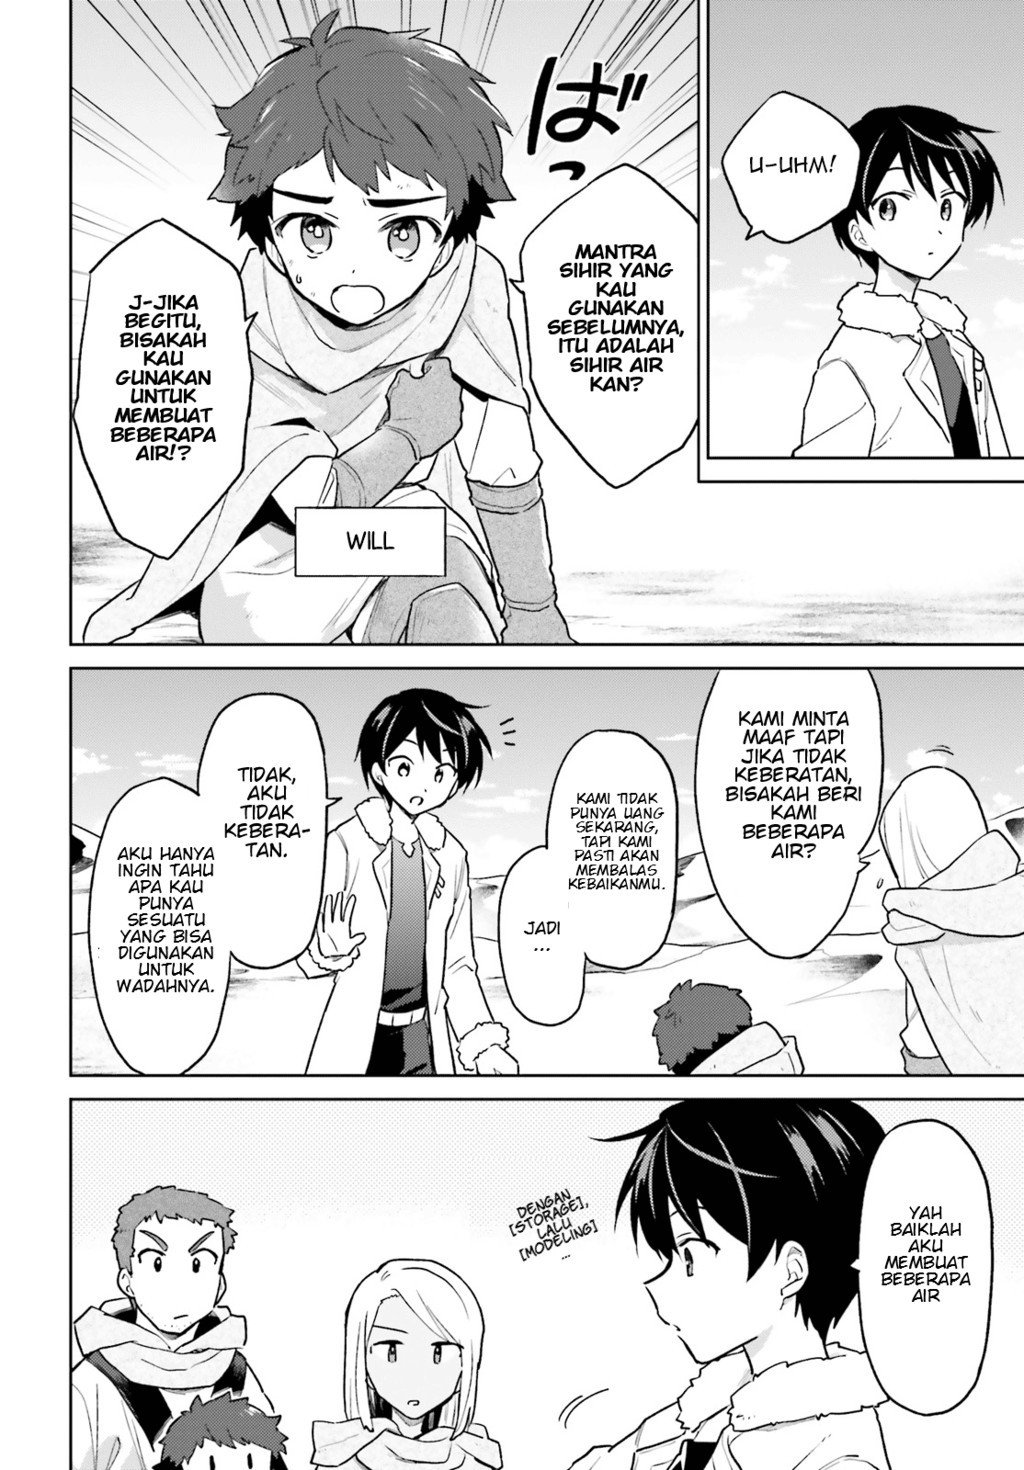 U-UHM!
ばっ
MANTRA
SIHIR YANG
KAU
GUNAKAN
SEBELUMNYA,
ITU ADALAH
SIHIR AIR
KAN?
J-JIKA
BEGITU,
BISAKAH
KAU
GUNAKAN
UNTUK
MEMBUAT
BEBERAPA
AIR!?
WILL
KAMI MINTA
MAAF TAPI
JIKA TIDAK
KEBERATAN,
BISAKAH BERI
KAMI
BEBERAPA
AIR?
KAMI TIDAK
PUNYA UANG
SEKARANG,
TAPI KAMI
PASTI AKAN
MEMBALAS
KEBAIKANMU.
JADI
...
TIDAK,
AKU
TIDAK
KEBERA-
TAN.
AKU HANYA
INGIN TAHU
APA KAU
PUNYA
SESUATU
YANG BISA
DIGUNAKAN
UNTUK
WADAHNYA.
YAH
BAIKLAH
AKU
MEMBUAT
BEBERAPA
AIR
DENGAN
[STORAGE],
LALU
[MODELING]
...